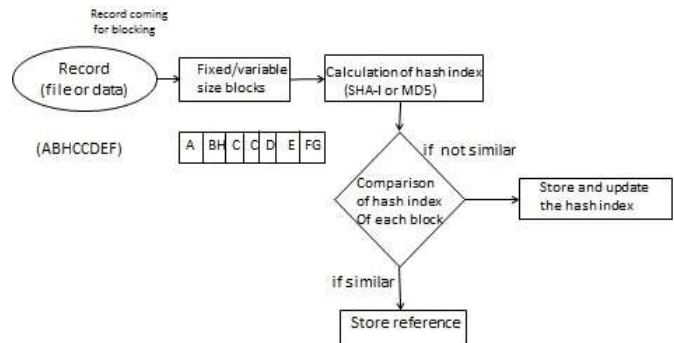 Record coming
for blocking
Record
(file or data)
Fixed/variable
size blocks
Calculation of hash index
(SHA-I or MD5)
(ABHCCDEF)
A BH C C D E FG
if not similar
Comparison
of hash index
Of each block
Store and update
the hash index
if similar
Store reference